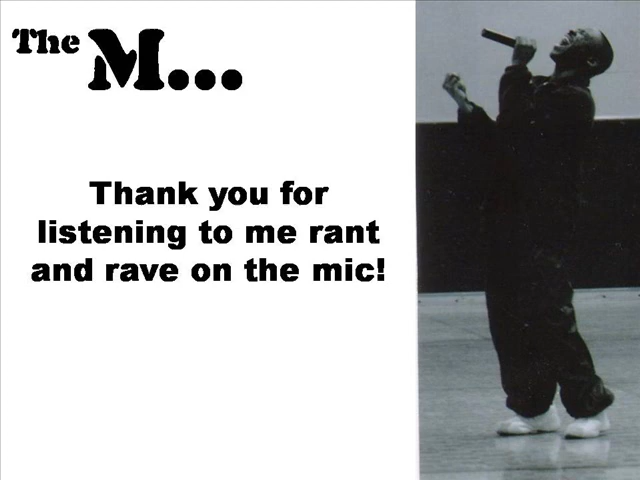 The M...
Thank you for
listening to me rant
and rave on the mic!